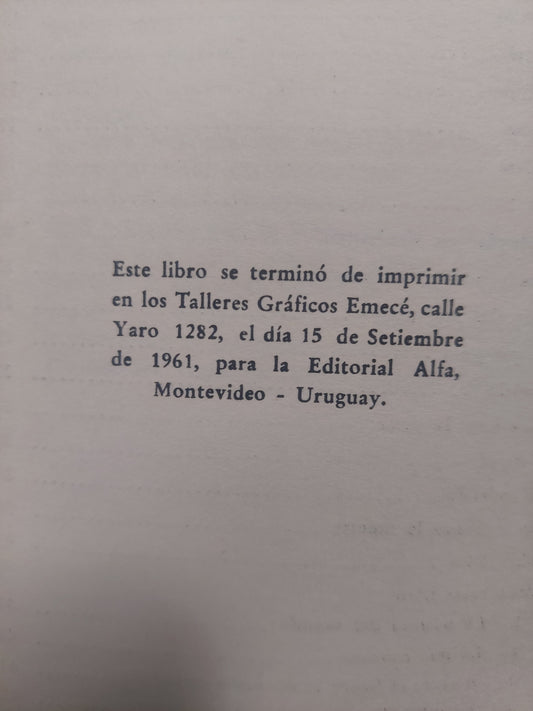 Este libro se terminó de imprimir
en los Talleres Gráficos Emecé, calle
Yaro 1282, el día 15 de Setiembre
de 1961, para la Editorial Alfa,
Montevideo - Uruguay.